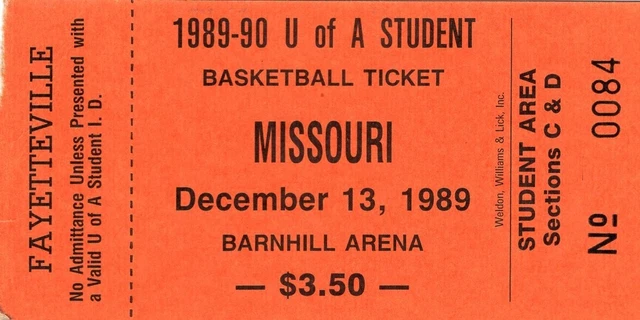 FAYETTEVILLE
No Admittance Unless Presented with
a Valid U of A Student I. D.
1989-90 U of A STUDENT
BASKETBALL TICKET
MISSOURI
December 13, 1989
BARNHILL ARENA
— $3.50 —
Weldon, Williams & Lick, Inc.
STUDENT AREA
Sections C & D
Nº 0084